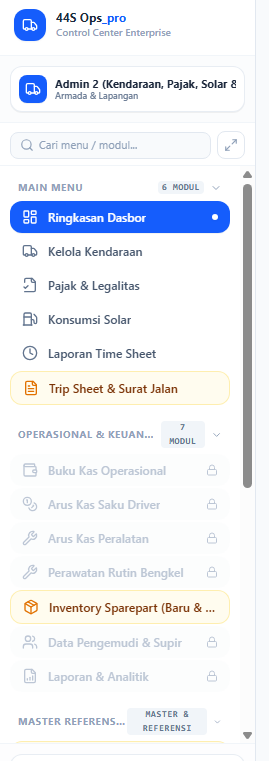 44S Ops_pro
Control Center Enterprise
Admin 2 (Kendaraan, Pajak, Solar &
Armada & Lapangan
Cari menu / modul...
MAIN MENU
6 MODUL
Ringkasan Dasbor
Kelola Kendaraan
Pajak & Legalitas
Konsumsi Solar
Laporan Time Sheet
Trip Sheet & Surat Jalan
OPERASIONAL & KEUAN...
7
MODUL
Buku Kas Operasional
Arus Kas Saku Driver
Arus Kas Peralatan
Perawatan Rutin Bengkel
Inventory Sparepart (Baru & ...
Data Pengemudi & Supir
Laporan & Analitik
MASTER REFERENS...
MASTER &
REFERENSI